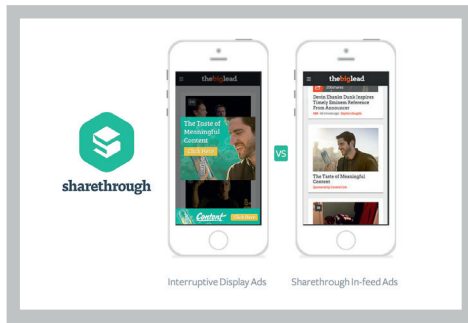 sharethrough
thebiglead
The Taste of
Meaningful
Content
Click Here
Content
Click Here
Interruptive Display Ads
VS
thebiglead
Devin Ebanks Dunk Inspires
Timely Eminem Reference
From Announcer
The Taste of Meaningful
Content
Sharethrough In-feed Ads